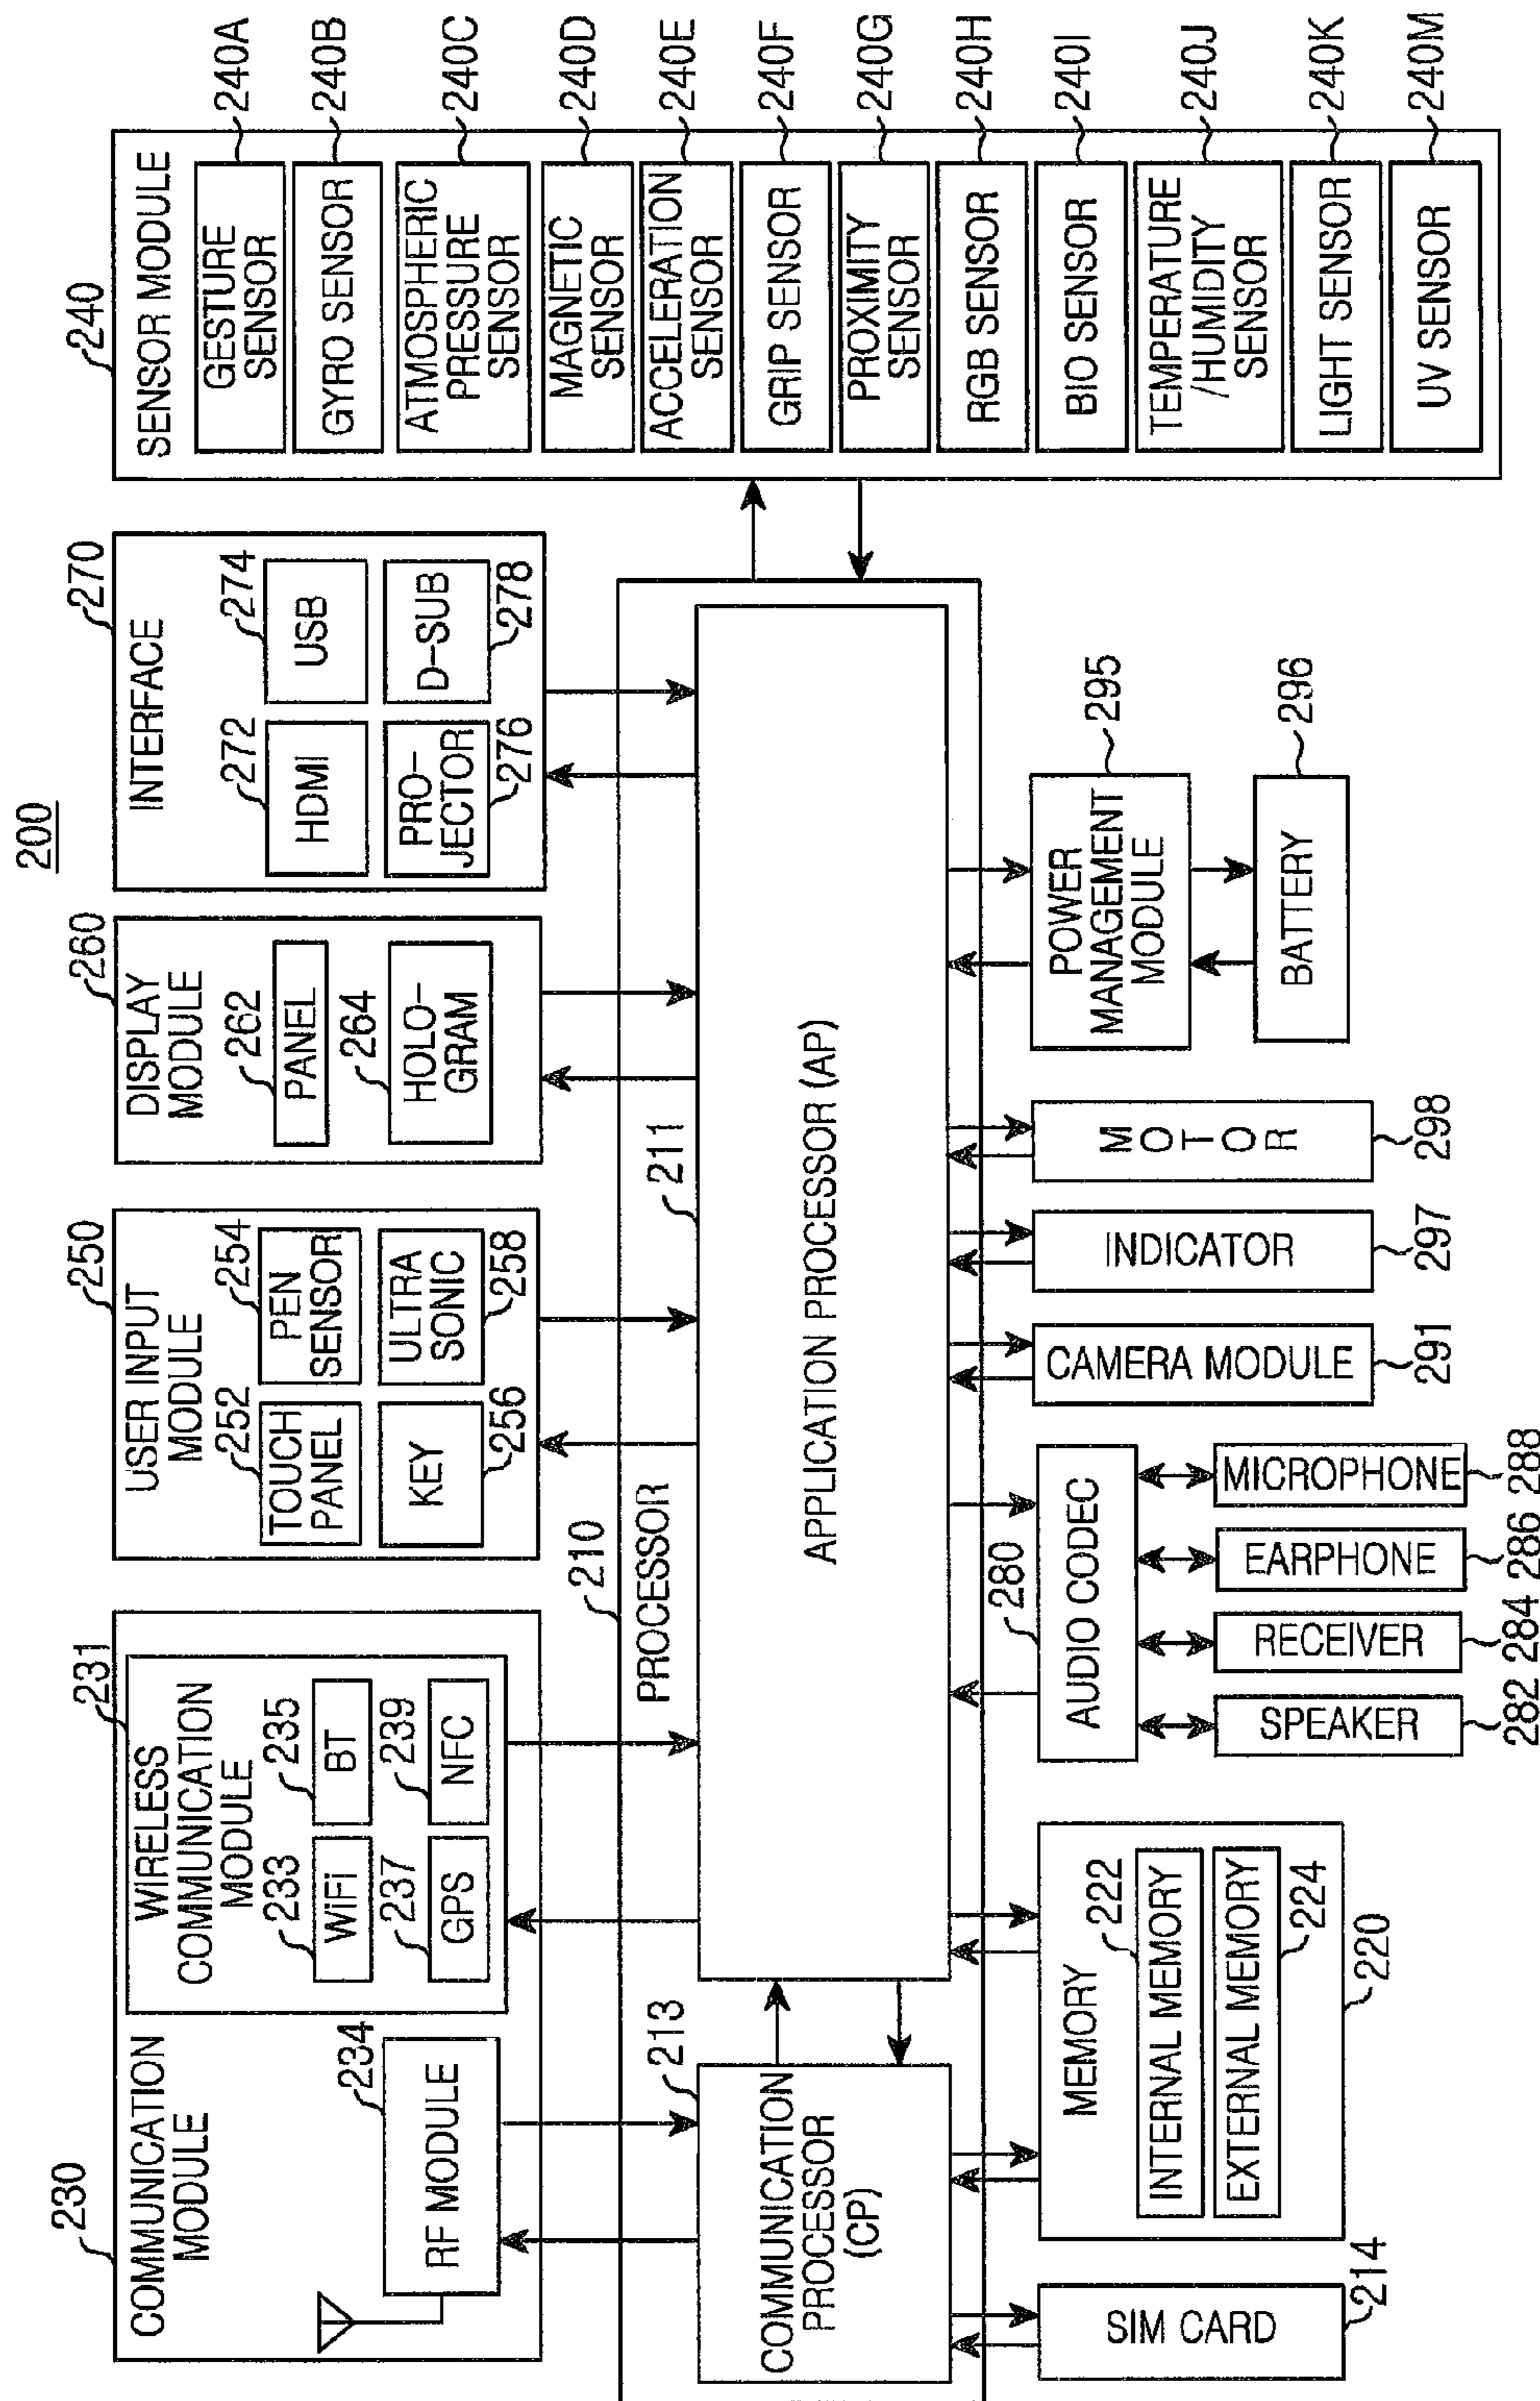 200
230
COMMUNICATION
MODULE
234
RF MODULE
231
WIRELESS
COMMUNICATION
MODULE
233
WiFi
235
BT
237
GPS
239
NFC
250
USER INPUT
MODULE
252
TOUCH
PANEL
254
PEN
SENSOR
KEY
256
ULTRA
SONIC
258
260
DISPLAY
MODULE
262
PANEL
264
HOLO-
GRAM
270
INTERFACE
272
HDMI
274
USB
PRO-
JECTOR
276
D-SUB
278
240
SENSOR MODULE
GESTURE
SENSOR
240A
GYRO SENSOR
240B
ATMOSPHERIC
PRESSURE
SENSOR
240C
MAGNETIC
SENSOR
240D
ACCELERATION
SENSOR
240E
GRIP SENSOR
240F
PROXIMITY
SENSOR
240G
RGB SENSOR
240H
BIO SENSOR
240I
TEMPERATURE
/HUMIDITY
SENSOR
240J
LIGHT SENSOR
240K
UV SENSOR
240M
210
PROCESSOR
213
COMMUNICATION
PROCESSOR
(CP)
211
APPLICATION PROCESSOR (AP)
SIM CARD
214
MEMORY
222
INTERNAL MEMORY
EXTERNAL MEMORY
224
220
280
AUDIO CODEC
SPEAKER
282
RECEIVER
284
EARPHONE
286
MICROPHONE
288
CAMERA MODULE
291
INDICATOR
297
MOTOR
298
POWER
MANAGEMENT
MODULE
295
BATTERY
296